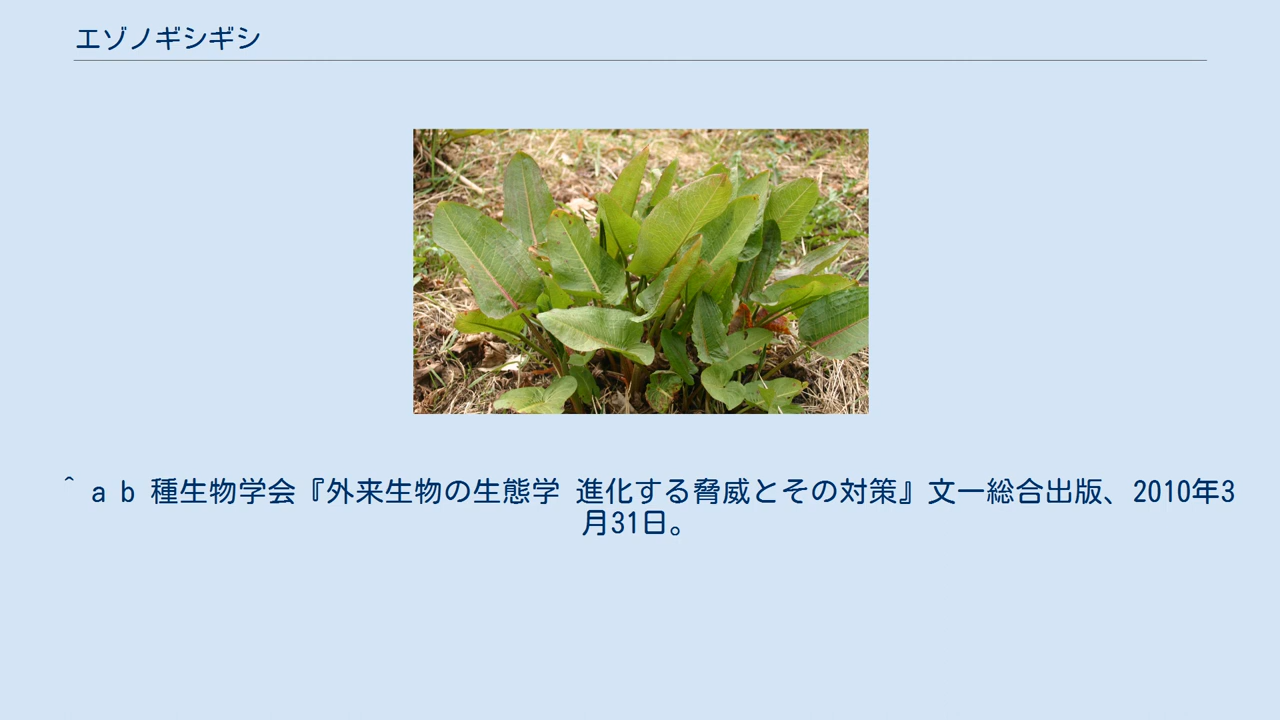 エゾノギシギシ
^ a b 種生物学会『外来生物の生態学 進化する脅威とその対策』文一総合出版、2010年3
月31日。